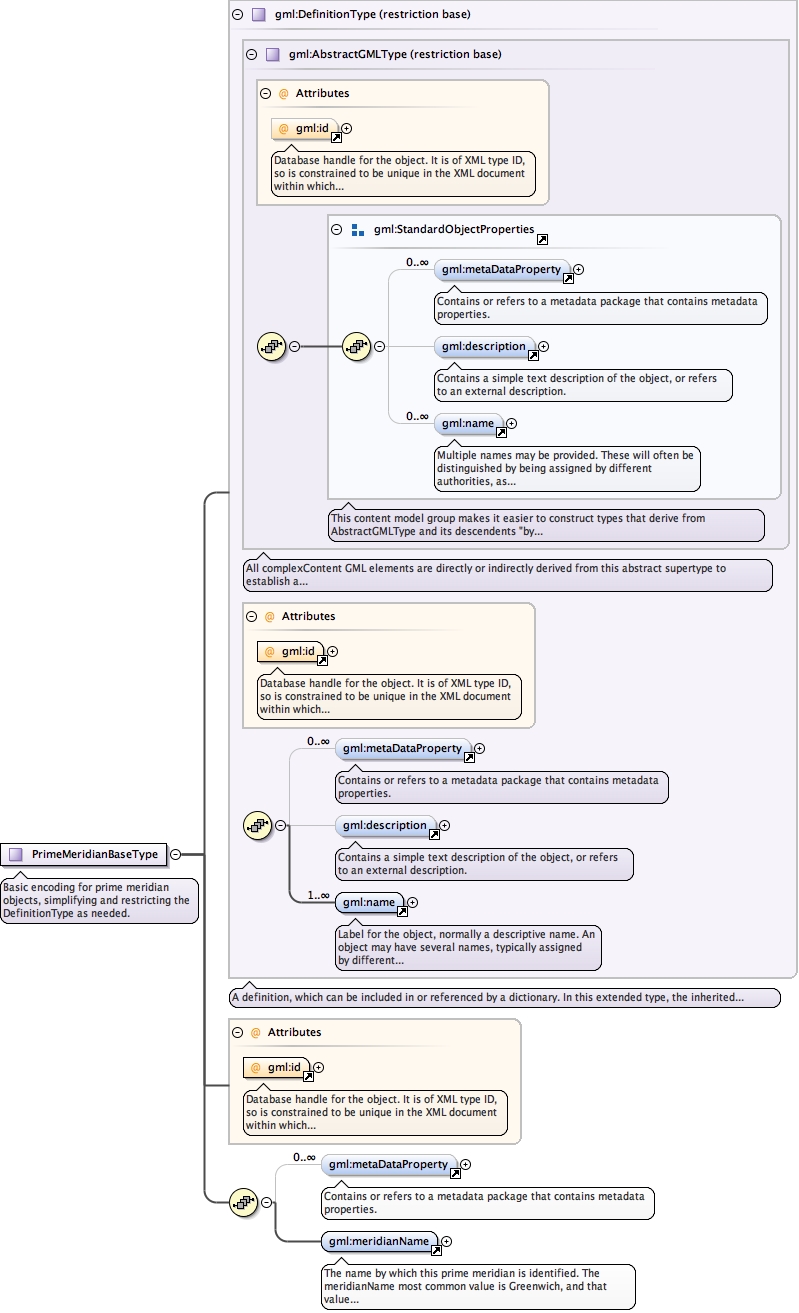 gml:DefinitionType (restriction base)
gml:AbstractGMLType (restriction base)
@ Attributes
@ gml:id
Database handle for the object. It is of XML type ID,
so is constrained to be unique in the XML document
within which...
gml:StandardObjectProperties
0..∞
gml:metaDataProperty
Contains or refers to a metadata package that contains metadata
properties.
gml:description
Contains a simple text description of the object, or refers
to an external description.
0..∞
gml:name
Multiple names may be provided. These will often be
distinguished by being assigned by different
authorities, as...
This content model group makes it easier to construct types that derive from
AbstractGMLType and its descendents "by...
All complexContent GML elements are directly or indirectly derived from this abstract supertype to
establish a...
@ Attributes
@ gml:id
Database handle for the object. It is of XML type ID,
so is constrained to be unique in the XML document
within which...
0..∞
gml:metaDataProperty
Contains or refers to a metadata package that contains metadata
properties.
gml:description
Contains a simple text description of the object, or refers
to an external description.
1..∞
gml:name
Label for the object, normally a descriptive name. An
object may have several names, typically assigned
by different...
PrimeMeridianBaseType
Basic encoding for prime meridian
objects, simplifying and restricting the
DefinitionType as needed.
A definition, which can be included in or referenced by a dictionary. In this extended type, the inherited...
@ Attributes
@ gml:id
Database handle for the object. It is of XML type ID,
so is constrained to be unique in the XML document
within which...
0..∞
gml:metaDataProperty
Contains or refers to a metadata package that contains metadata
properties.
gml:meridianName
The name by which this prime meridian is identified. The
meridianName most common value is Greenwich, and that
value...